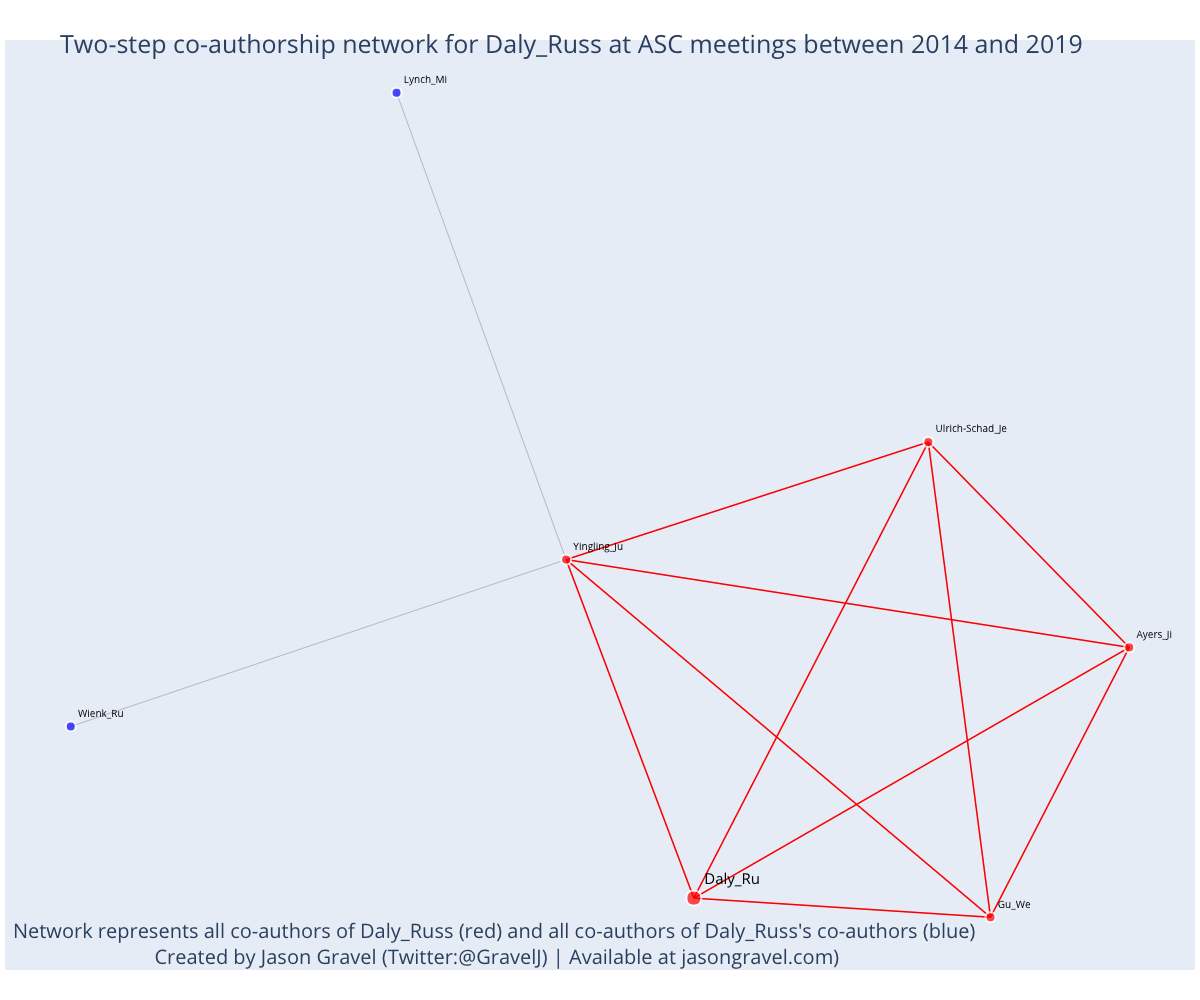 Two-step co-authorship network for Daly_Russ at ASC meetings between 2014 and 2019
Lynch_Mi
Ulrich-Schad_Je
Yingling_Ju
Ayers_Ji
Wienk_Ru
Daly_Ru
Gu_We
Network represents all co-authors of Daly_Russ (red) and all co-authors of Daly_Russ's co-authors (blue)
Created by Jason Gravel (Twitter:@GravelJ) | Available at jasongravel.com)